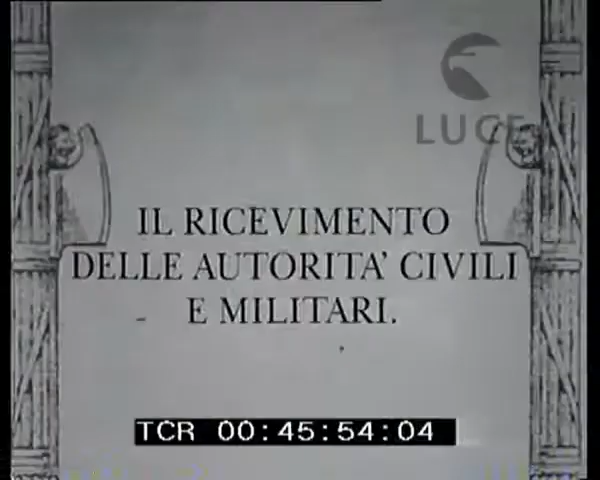 LUCE
IL RICEVIMENTO
DELLE AUTORITA' CIVILI
E MILITARI.
TCR 00:45:54:04